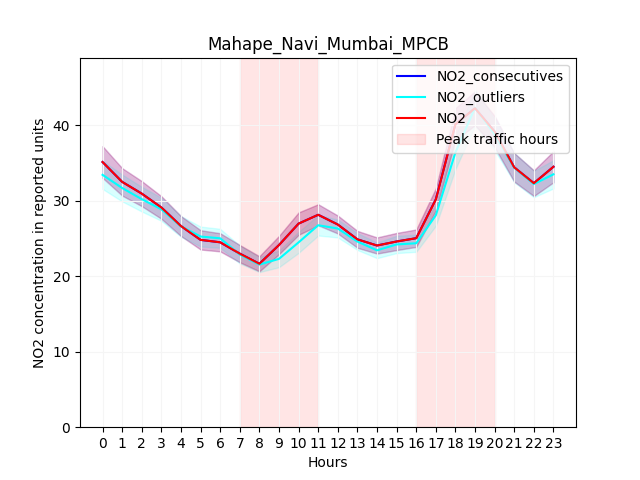 Mahape_Navi_Mumbai_MPCB
NO2_consecutives
NO2_outliers
NO2
Peak traffic hours
NO2 concentration in reported units
40
30
20
10
0
0 1 2 3 4 5 6 7 8 9 10 11 12 13 14 15 16 17 18 19 20 21 22 23
Hours